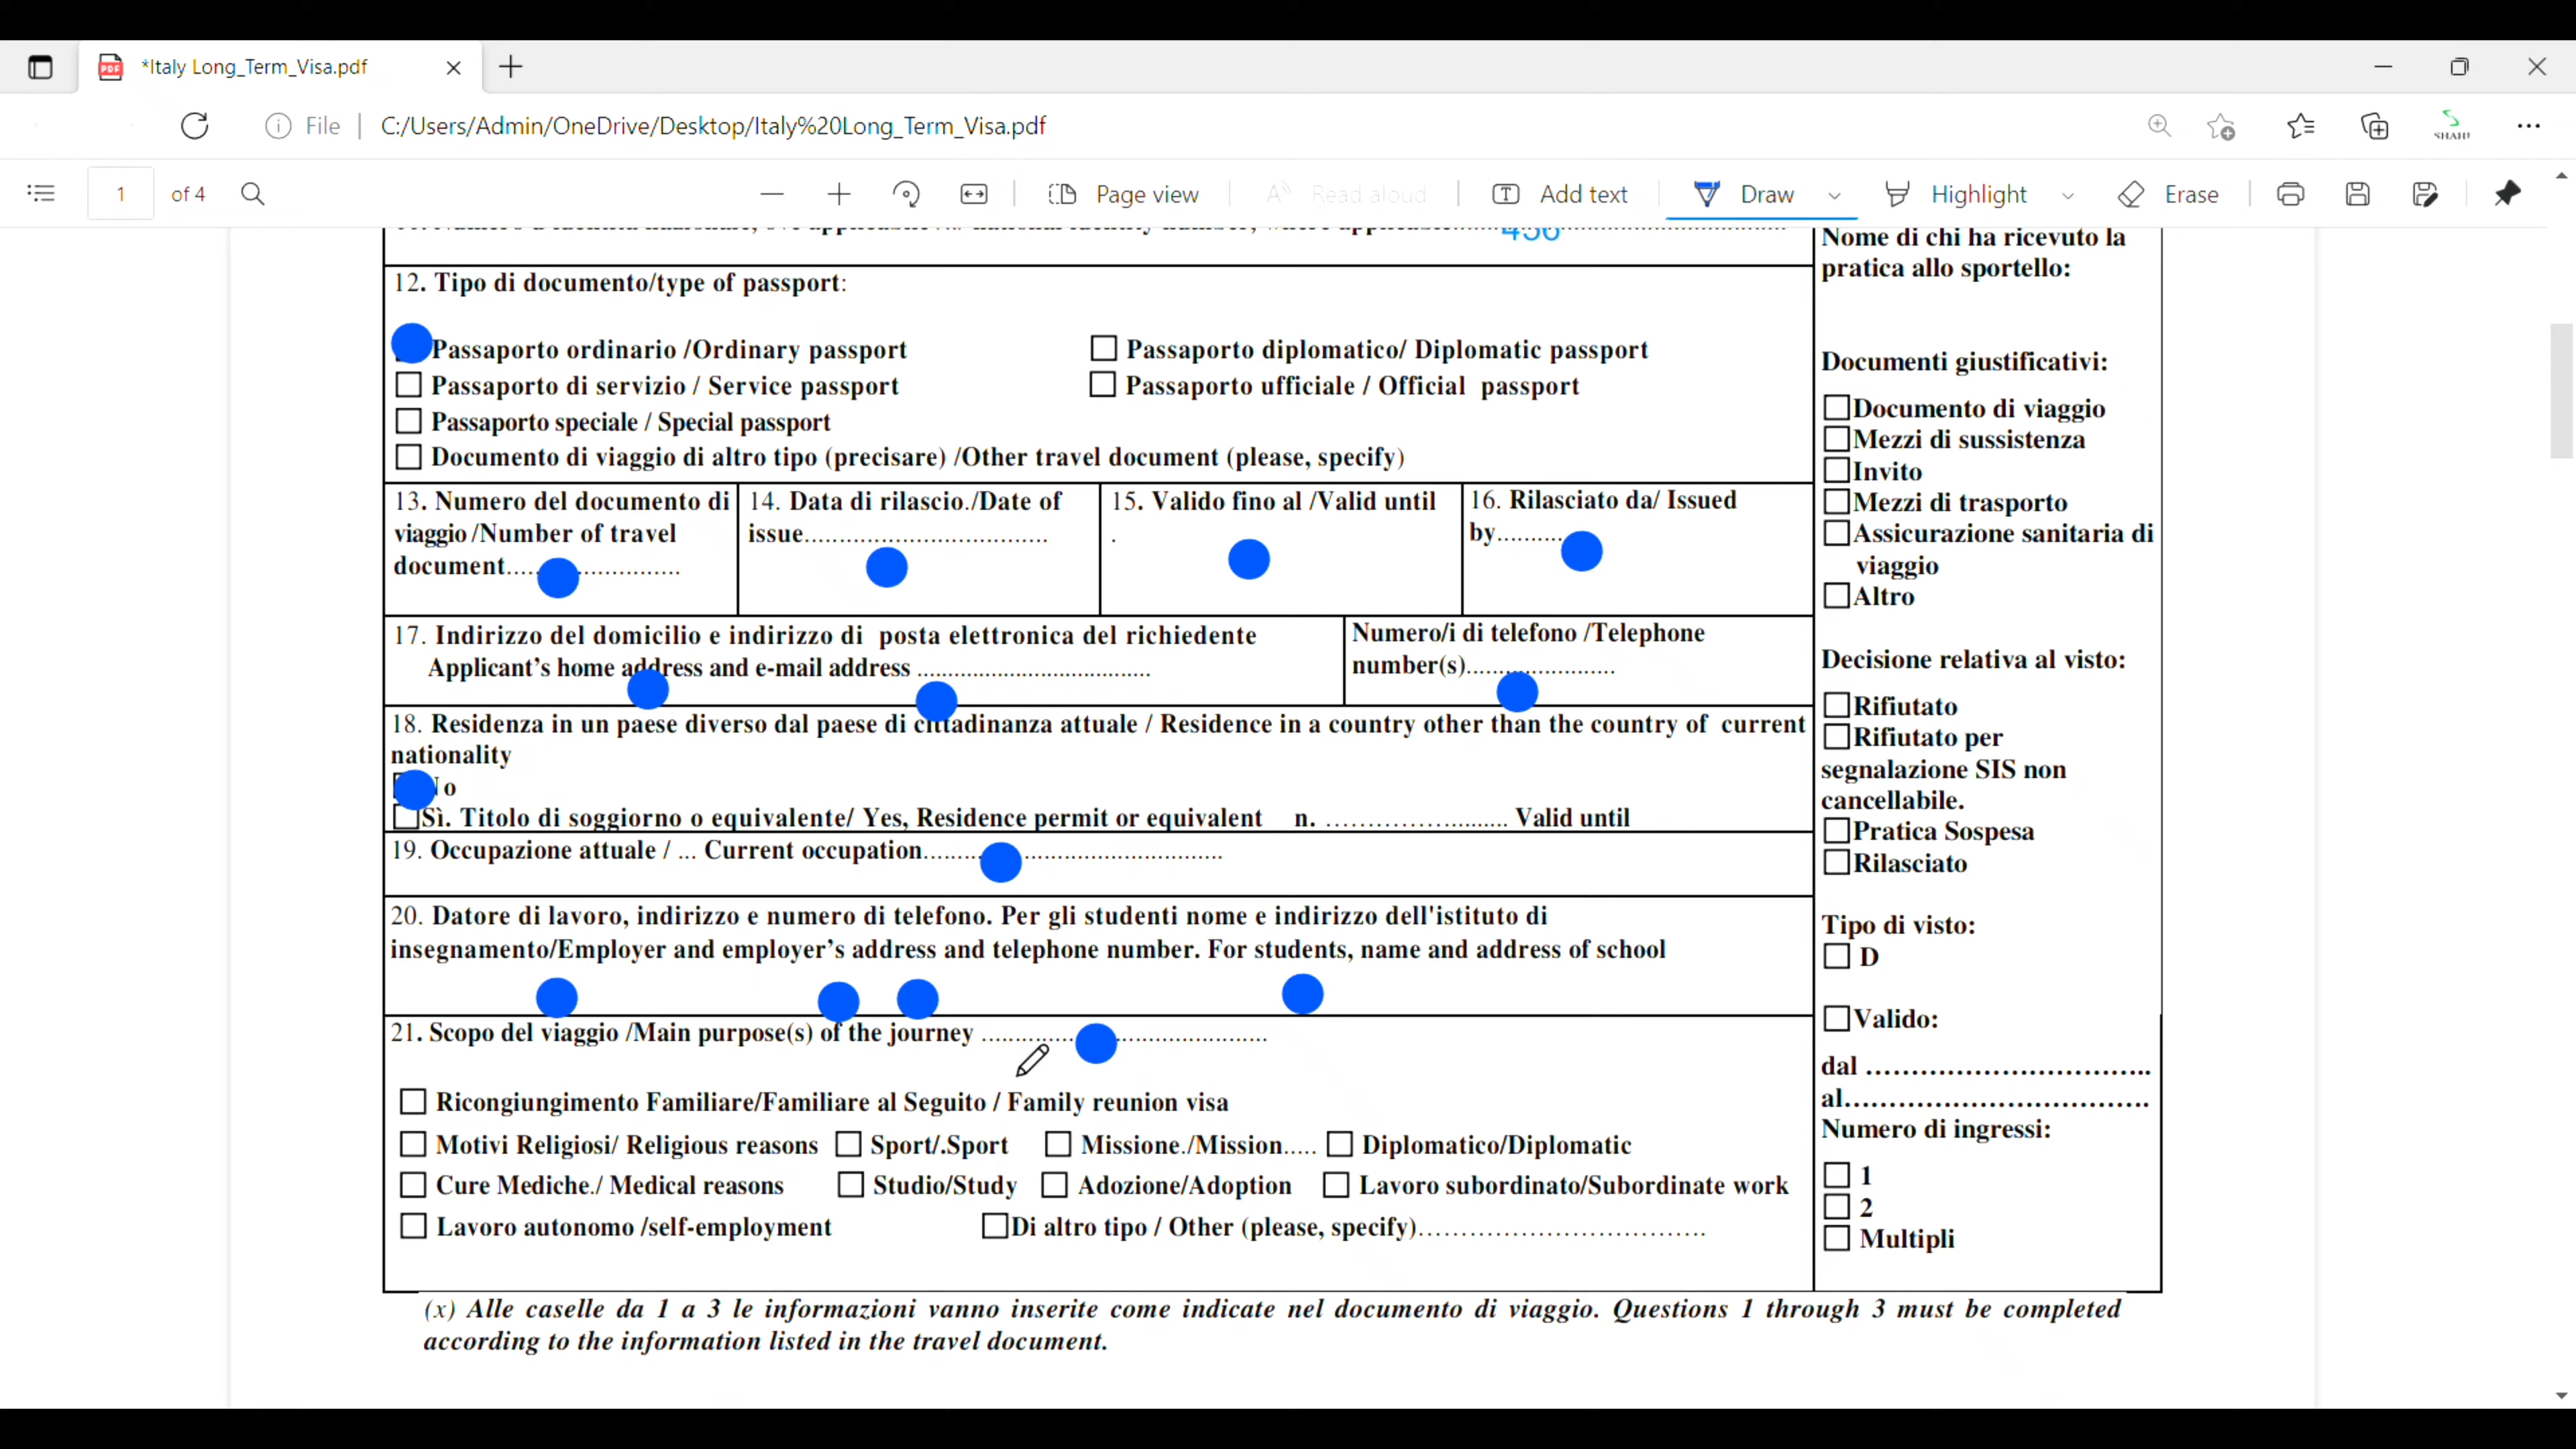 *Italy Long_Term_Visa.pdf
File
C:/Users/Admin/OneDrive/Desktop/Italy%20Long_Term_Visa.pdf
SHAH!
1 of 4
Page view
Read aloud
Add text
Draw
Highlight
Erase
456
12. Tipo di documento/type of passport:
Passaporto ordinario /Ordinary passport
Passaporto diplomatico/ Diplomatic passport
Passaporto di servizio / Service passport
Passaporto ufficiale / Official passport
Passaporto speciale / Special passport
Documento di viaggio di altro tipo (precisare) /Other travel document (please, specify)
13. Numero del documento di
viaggio /Number of travel
document..........................
14. Data di rilascio./Date of
issue...................................
15. Valido fino al /Valid until
.
16. Rilasciato da/ Issued
by..........
17. Indirizzo del domicilio e indirizzo di posta elettronica del richiedente
Applicant's home address and e-mail address ....................................
Numero/i di telefono /Telephone
number(s)......................
18. Residenza in un paese diverso dal paese di cittadinanza attuale / Residence in a country other than the country of current
nationality
No
Sì. Titolo di soggiorno o equivalente/ Yes, Residence permit or equivalent n. ........................ Valid until
19. Occupazione attuale / ... Current occupation...........................................
20. Datore di lavoro, indirizzo e numero di telefono. Per gli studenti nome e indirizzo dell'istituto di
insegnamento/Employer and employer's address and telephone number. For students, name and address of school
21. Scopo del viaggio /Main purpose(s) of the journey ..........................................
Ricongiungimento Familiare/Familiare al Seguito / Family reunion visa
Motivi Religiosi/ Religious reasons Sport/.Sport Missione./Mission..... Diplomatico/Diplomatic
Cure Mediche./ Medical reasons Studio/Study Adozione/Adoption Lavoro subordinato/Subordinate work
Lavoro autonomo /self-employment Di altro tipo / Other (please, specify).................................
Nome di chi ha ricevuto la
pratica allo sportello:
Documenti giustificativi:
Documento di viaggio
Mezzi di sussistenza
Invito
Mezzi di trasporto
Assicurazione sanitaria di
viaggio
Altro
Decisione relativa al visto:
Rifiutato
Rifiutato per
segnalazione SIS non
cancellabile.
Pratica Sospesa
Rilasciato
Tipo di visto:
D
Valido:
dal ................................
al..................................
Numero di ingressi:
1
2
Multipli
(x) Alle caselle da 1 a 3 le informazioni vanno inserite come indicate nel documento di viaggio. Questions 1 through 3 must be completed
according to the information listed in the travel document.